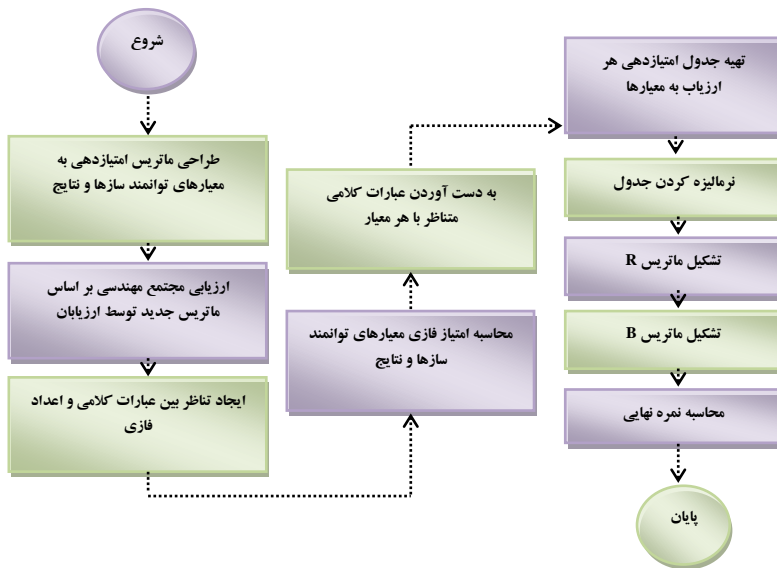 شروع
طراحی ماتریس امتیازدهی به
معیارهای توانمند سازها و نتایج
ارزیابی مجتمع مهندسی بر اساس
ماتریس جدید توسط ارزیابان
ایجاد تناظر بین عبارات کلامی و اعداد
فازی
محاسبه امتیاز فازی معیارهای توانمند
سازها و نتایج
به دست آوردن عبارات کلامی
متناظر با هر معیار
تهیه جدول امتیازدهی هر
ارزیاب به معیارها
نرمالیزه کردن جدول
تشکیل ماتریس R
تشکیل ماتریس B
محاسبه نمره نهایی
پایان